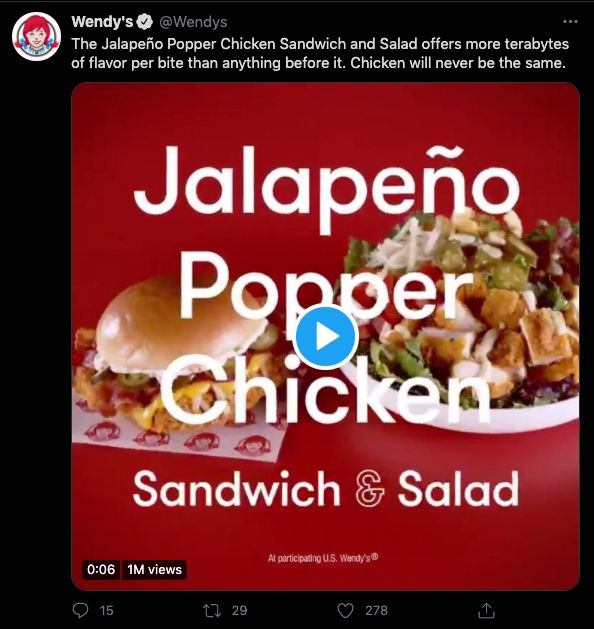 Wendy's @Wendys
The Jalapeño Popper Chicken Sandwich and Salad offers more terabytes
of flavor per bite than anything before it. Chicken will never be the same.
Jalapeño
Popper
Chicken
Sandwich & Salad
At participating U.S. Wendy's®
0:06 1M views
15 29 278